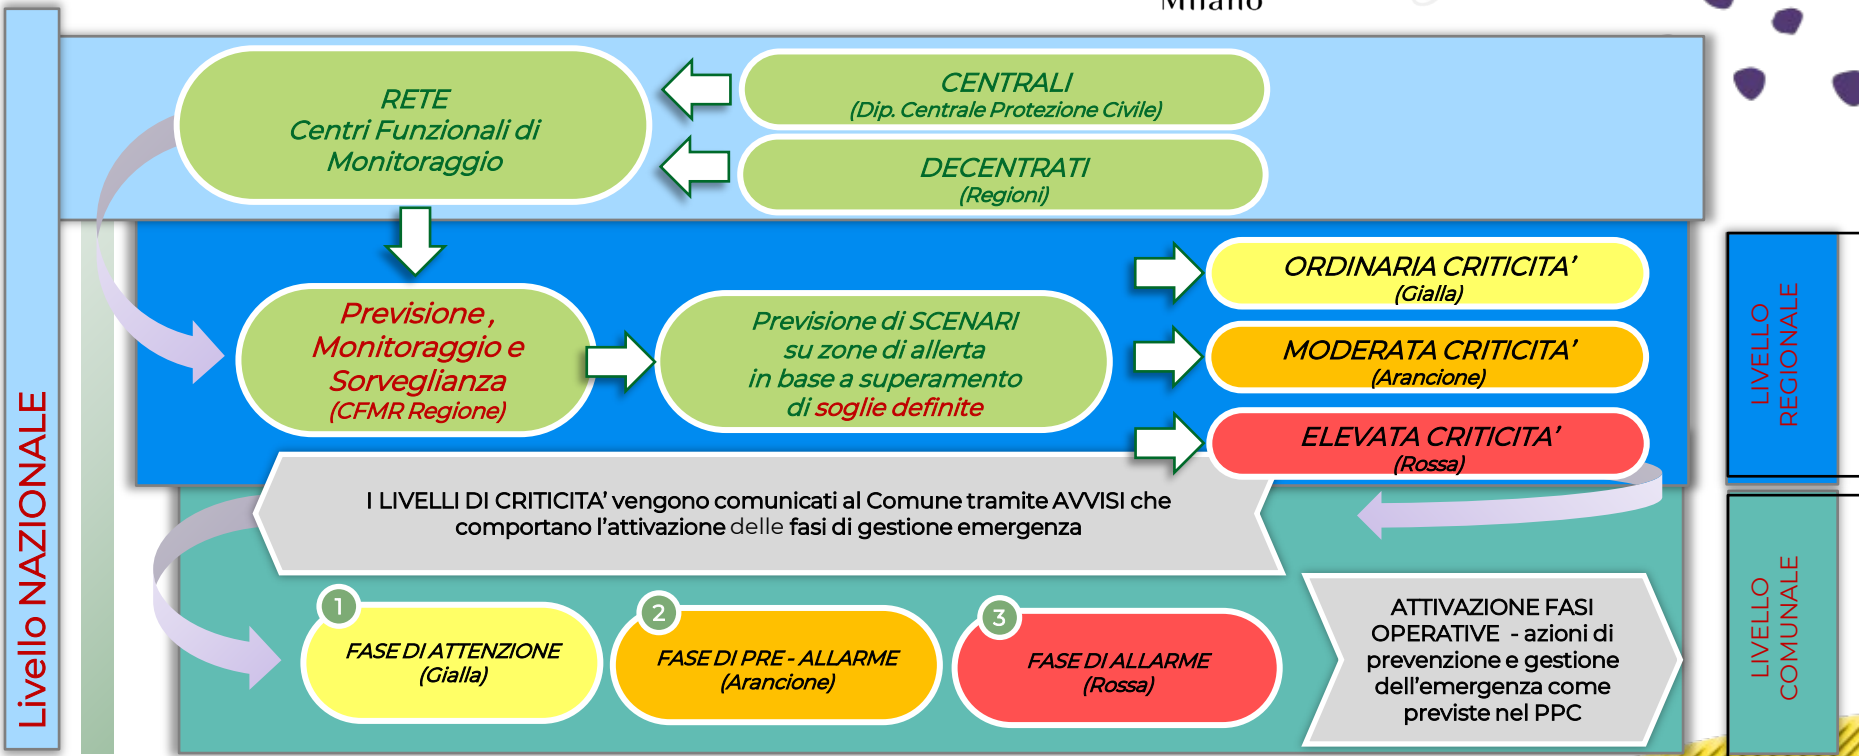 Milano
Livello NAZIONALE
RETE
Centri Funzionali di
Monitoraggio
CENTRALI
(Dip. Centrale Protezione Civile)
DECENTRATI
(Regioni)
Previsione ,
Monitoraggio e
Sorveglianza
(CFMR Regione)
Previsione di SCENARI
su zone di allerta
in base a superamento
di soglie definite
ORDINARIA CRITICITA’
(Gialla)
MODERATA CRITICITA’
(Arancione)
ELEVATA CRITICITA’
(Rossa)
LIVELLO
REGIONALE
I LIVELLI DI CRITICITA’ vengono comunicati al Comune tramite AVVISI che
comportano l’attivazione delle fasi di gestione emergenza
1
FASE DI ATTENZIONE
(Gialla)
2
FASE DI PRE - ALLARME
(Arancione)
3
FASE DI ALLARME
(Rossa)
ATTIVAZIONE FASI
OPERATIVE - azioni di
prevenzione e gestione
dell’emergenza come
previste nel PPC
LIVELLO
COMUNALE